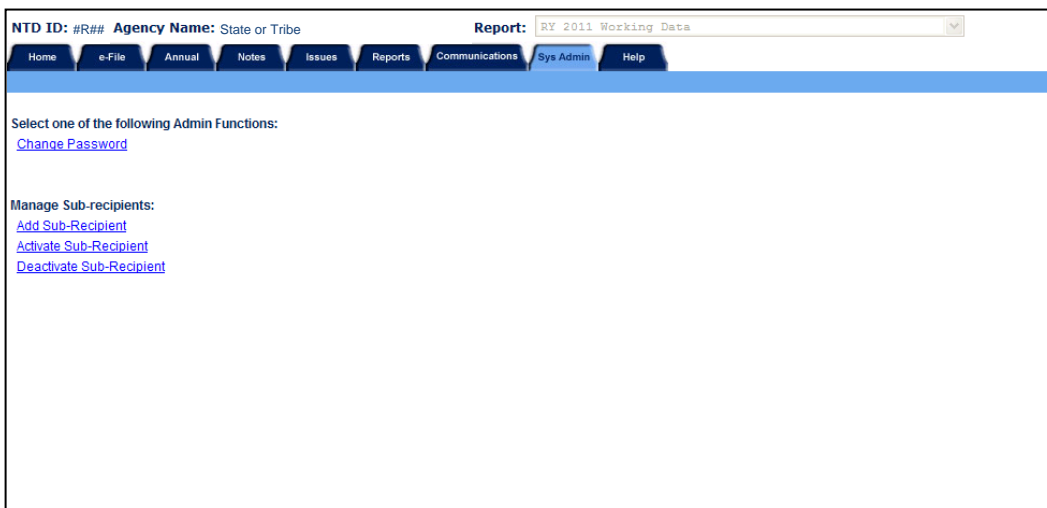 NTD ID: #R## Agency Name: State or Tribe Report: RY 2011 Working Data
Home e-File Annual Notes Issues Reports Communications Sys Admin Help
Select one of the following Admin Functions:
Change Password
Manage Sub-recipients:
Add Sub-Recipient
Activate Sub-Recipient
Deactivate Sub-Recipient